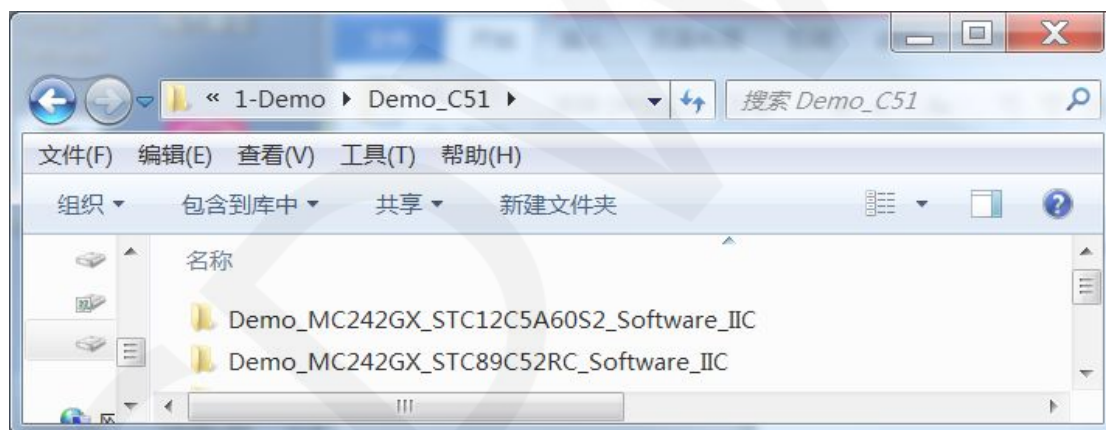 « 1-Demo ▸ Demo_C51 ▸ 搜索 Demo_C51
文件(F) 编辑(E) 查看(V) 工具(T) 帮助(H)
组织 包含到库中 共享 新建文件夹
名称
Demo_MC242GX_STC12C5A60S2_Software_IIC
Demo_MC242GX_STC89C52RC_Software_IIC